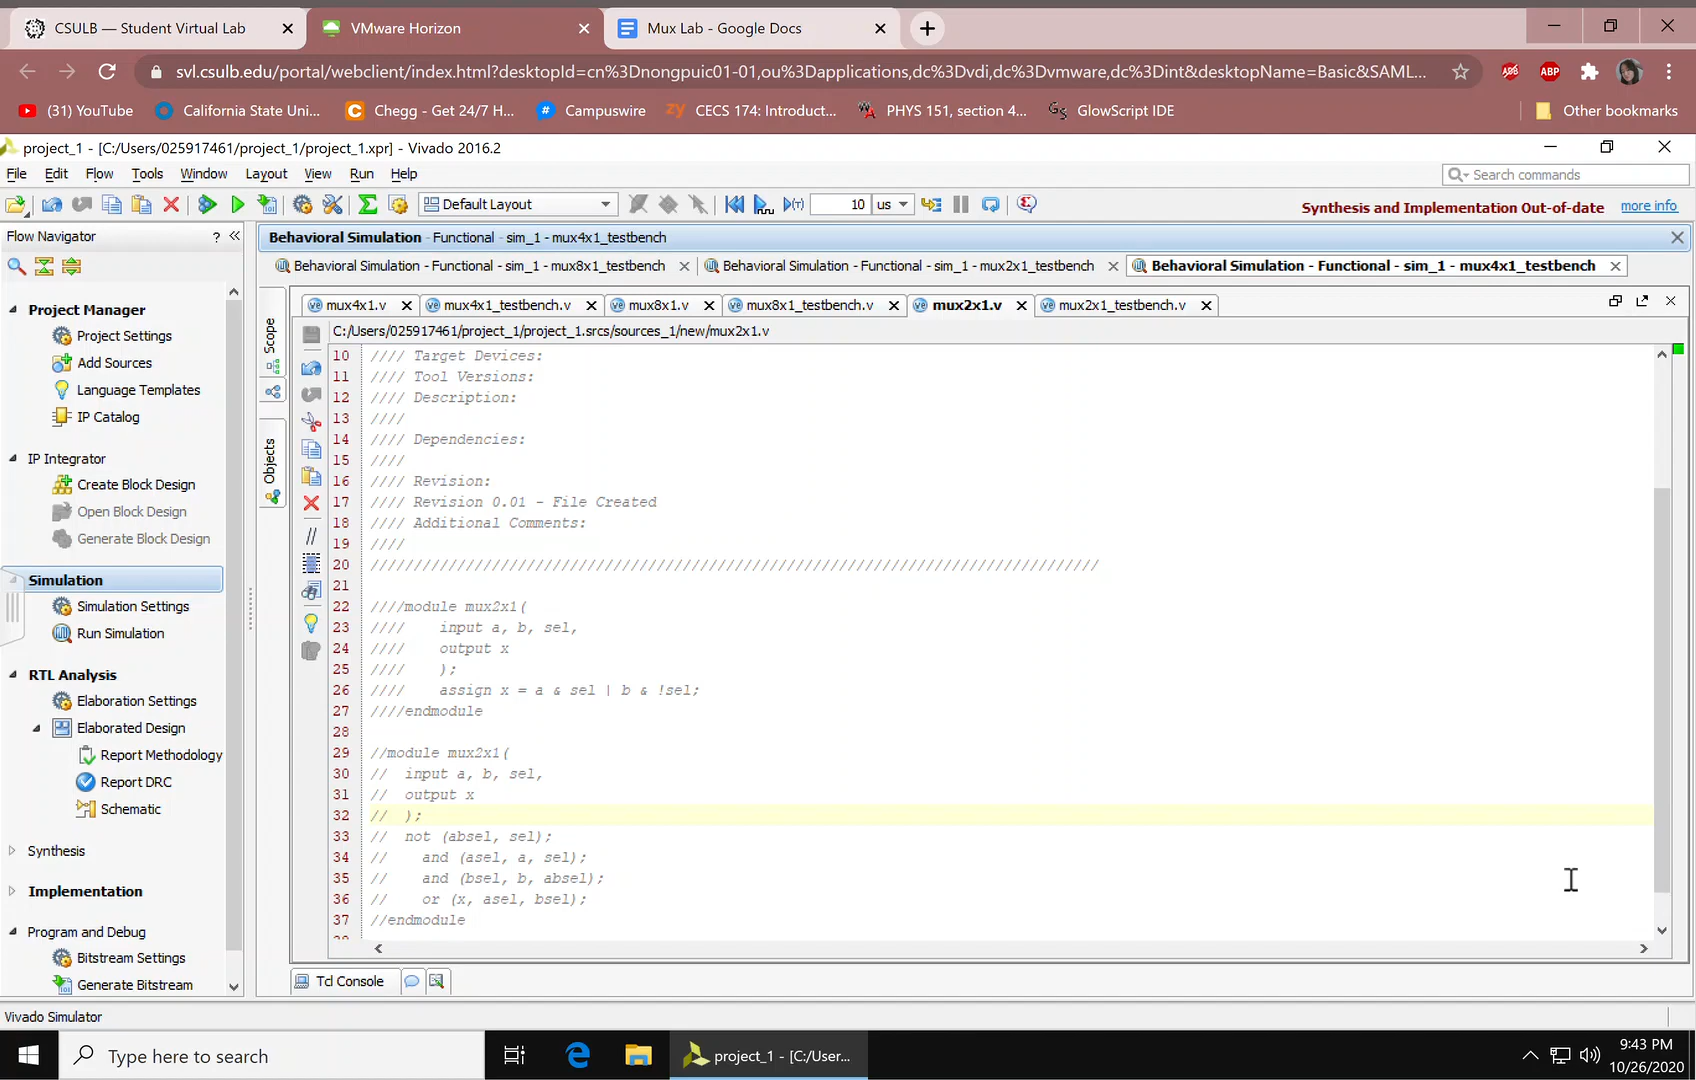 CSULB — Student Virtual Lab
VMware Horizon
Mux Lab - Google Docs
svl.csulb.edu/portal/webclient/index.html?desktopId=cn%3Dnongpuic01-01,ou%3Dapplications,dc%3Dvdi,dc%3Dvmware,dc%3Dint&desktopName=Basic&SAML...
ABP
(31) YouTube
California State Uni...
Chegg - Get 24/7 H...
Campuswire
zy CECS 174: Introduct...
PHYS 151, section 4...
GlowScript IDE
Other bookmarks
project_1 - [C:/Users/025917461/project_1/project_1.xpr] - Vivado 2016.2
File Edit Flow Tools Window Layout View Run Help
Search commands
Default Layout
10 us
Synthesis and Implementation Out-of-date more info
Flow Navigator ? «
Behavioral Simulation - Functional - sim_1 - mux4x1_testbench
Behavioral Simulation - Functional - sim_1 - mux8x1_testbench
Behavioral Simulation - Functional - sim_1 - mux2x1_testbench
Behavioral Simulation - Functional - sim_1 - mux4x1_testbench
Project Manager
Project Settings
Add Sources
Language Templates
IP Catalog
IP Integrator
Create Block Design
Open Block Design
Generate Block Design
Simulation
Simulation Settings
Run Simulation
RTL Analysis
Elaboration Settings
Elaborated Design
Report Methodology
Report DRC
Schematic
Synthesis
Implementation
Program and Debug
Bitstream Settings
Generate Bitstream
Scope
Objects
mux4x1.v
mux4x1_testbench.v
mux8x1.v
mux8x1_testbench.v
mux2x1.v
mux2x1_testbench.v
C:/Users/025917461/project_1/project_1.srcs/sources_1/new/mux2x1.v
10 //// Target Devices:
11 //// Tool Versions:
12 //// Description:
13 ////
14 //// Dependencies:
15 ////
16 //// Revision:
17 //// Revision 0.01 - File Created
18 //// Additional Comments:
19 ////
20 //////////////////////////////////////////////////////////////////////////////////////
21
22 ////module mux2x1(
23 ////    input a, b, sel,
24 ////    output x
25 ////    );
26 ////    assign x = a & sel | b & !sel;
27 ////endmodule
28
29 //module mux2x1(
30 //  input a, b, sel,
31 //  output x
32 //  );
33 //  not (absel, sel);
34 //    and (asel, a, sel);
35 //    and (bsel, b, absel);
36 //    or (x, asel, bsel);
37 //endmodule
Tcl Console
Vivado Simulator
Type here to search
project_1 - [C:/User...
9:43 PM
10/26/2020